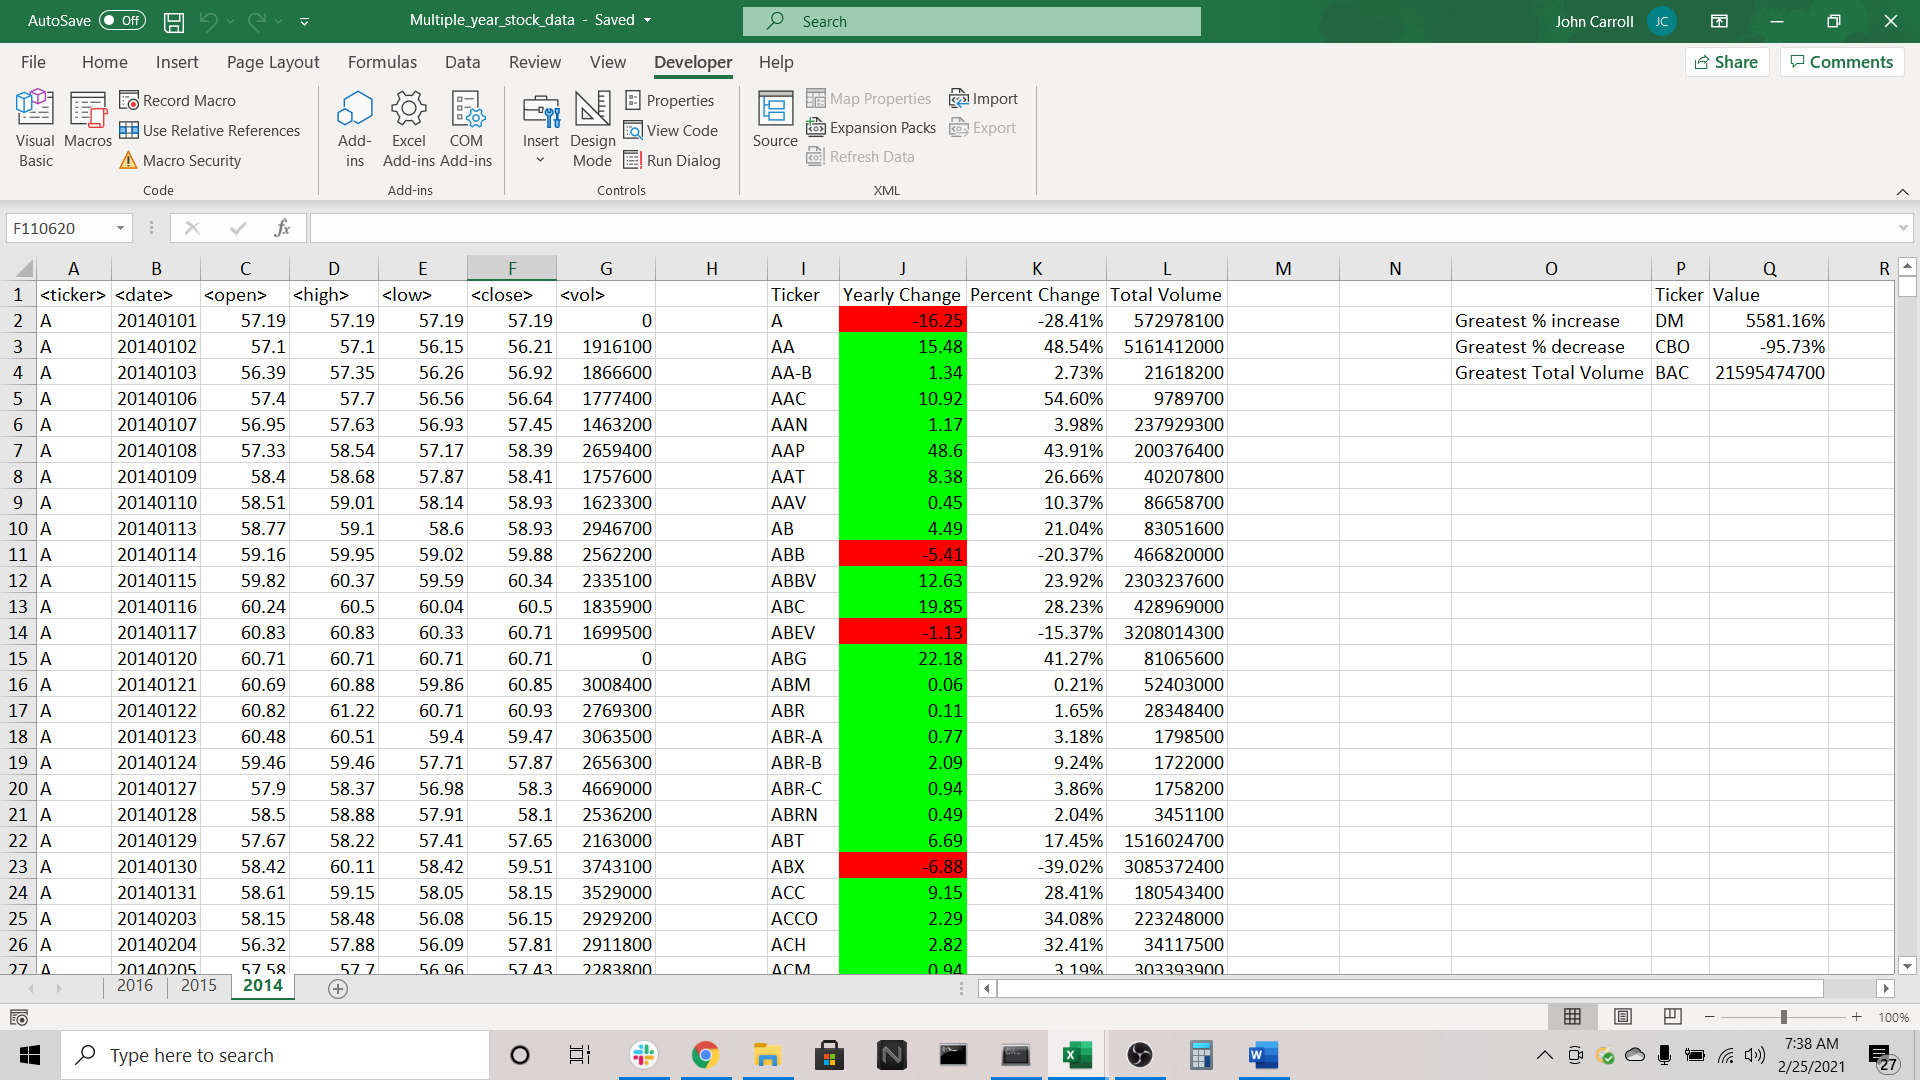 AutoSave Off Multiple_year_stock_data - Saved Search John Carroll JC
File Home Insert Page Layout Formulas Data Review View Developer Help Share Comments
Visual Basic
Macros
Record Macro
Use Relative References
Macro Security
Code
Add-ins
Excel Add-ins
COM Add-ins
Add-ins
Insert
Design Mode
Properties
View Code
Run Dialog
Controls
Source
Map Properties
Expansion Packs
Refresh Data
Import
Export
XML
F110620 fx
A B C D E F G H I J K L M N O P Q R
1 <ticker> <date> <open> <high> <low> <close> <vol> Ticker Yearly Change Percent Change Total Volume Ticker Value
2 A 20140101 57.19 57.19 57.19 57.19 0 A -16.25 -28.41% 572978100 Greatest % increase DM 5581.16%
3 A 20140102 57.1 57.1 56.15 56.21 1916100 AA 15.48 48.54% 5161412000 Greatest % decrease CBO -95.73%
4 A 20140103 56.39 57.35 56.26 56.92 1866600 AA-B 1.34 2.73% 21618200 Greatest Total Volume BAC 21595474700
5 A 20140106 57.4 57.7 56.56 56.64 1777400 AAC 10.92 54.60% 9789700
6 A 20140107 56.95 57.63 56.93 57.45 1463200 AAN 1.17 3.98% 237929300
7 A 20140108 57.33 58.54 57.17 58.39 2659400 AAP 48.6 43.91% 200376400
8 A 20140109 58.4 58.68 57.87 58.41 1757600 AAT 8.38 26.66% 40207800
9 A 20140110 58.51 59.01 58.14 58.93 1623300 AAV 0.45 10.37% 86658700
10 A 20140113 58.77 59.1 58.6 58.93 2946700 AB 4.49 21.04% 83051600
11 A 20140114 59.16 59.95 59.02 59.88 2562200 ABB -5.41 -20.37% 466820000
12 A 20140115 59.82 60.37 59.59 60.34 2335100 ABBV 12.63 23.92% 2303237600
13 A 20140116 60.24 60.5 60.04 60.5 1835900 ABC 19.85 28.23% 428969000
14 A 20140117 60.83 60.83 60.33 60.71 1699500 ABEV -1.13 -15.37% 3208014300
15 A 20140120 60.71 60.71 60.71 60.71 0 ABG 22.18 41.27% 81065600
16 A 20140121 60.69 60.88 59.86 60.85 3008400 ABM 0.06 0.21% 52403000
17 A 20140122 60.82 61.22 60.71 60.93 2769300 ABR 0.11 1.65% 28348400
18 A 20140123 60.48 60.51 59.4 59.47 3063500 ABR-A 0.77 3.18% 1798500
19 A 20140124 59.46 59.46 57.71 57.87 2656300 ABR-B 2.09 9.24% 1722000
20 A 20140127 57.9 58.37 56.98 58.3 4669000 ABR-C 0.94 3.86% 1758200
21 A 20140128 58.5 58.88 57.91 58.1 2536200 ABRN 0.49 2.04% 3451100
22 A 20140129 57.67 58.22 57.41 57.65 2163000 ABT 6.69 17.45% 1516024700
23 A 20140130 58.42 60.11 58.42 59.51 3743100 ABX -6.88 -39.02% 3085372400
24 A 20140131 58.61 59.15 58.05 58.15 3529000 ACC 9.15 28.41% 180543400
25 A 20140203 58.15 58.48 56.08 56.15 2929200 ACCO 2.29 34.08% 223248000
26 A 20140204 56.32 57.88 56.09 57.81 2911800 ACH 2.82 32.41% 34117500
27 A 20140205 57.58 57.7 56.96 57.43 2283800 ACM 0.94 3.19% 303393900
2016 2015 2014
100%
Type here to search
7:38 AM
2/25/2021
27